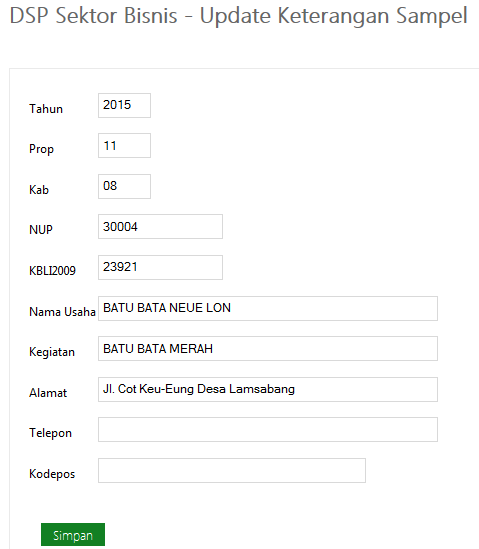 DSP Sektor Bisnis - Update Keterangan Sampel
Tahun 2015
Prop 11
Kab 08
NUP 30004
KBLI2009 23921
Nama Usaha BATU BATA NEUE LON
Kegiatan BATU BATA MERAH
Alamat Jl. Cot Keu-Eung Desa Lamsabang
Telepon
Kodepos
Simpan